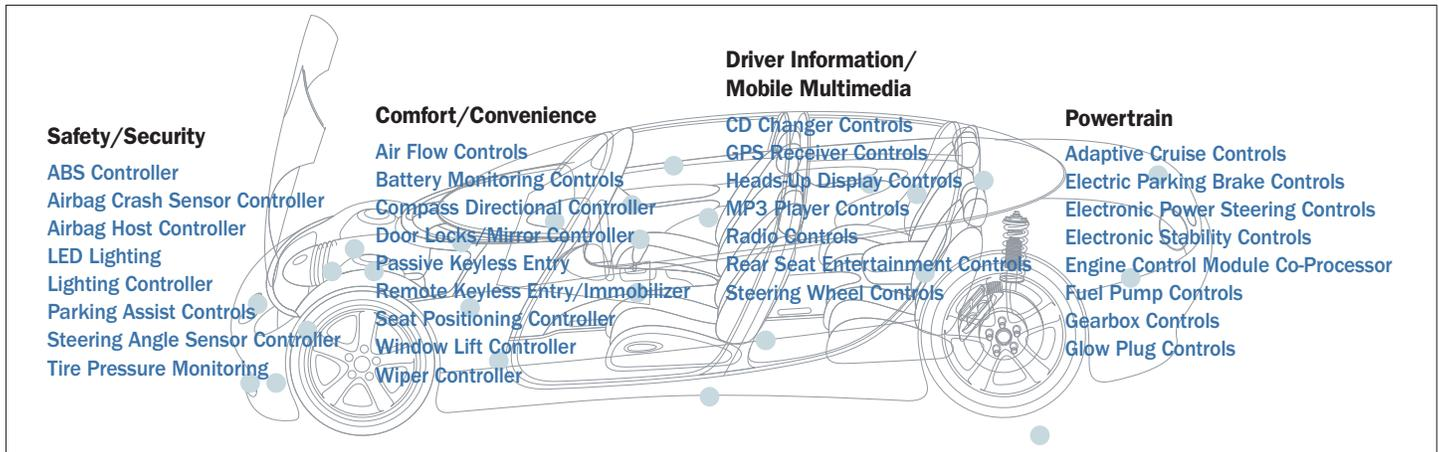 Safety/Security
ABS Controller
Airbag Crash Sensor Controller
Airbag Host Controller
LED Lighting
Lighting Controller
Parking Assist Controls
Steering Angle Sensor Controller
Tire Pressure Monitoring
Comfort/Convenience
Air Flow Controls
Battery Monitoring Controls
Compass Directional Controller
Door Locks/Mirror Controller
Passive Keyless Entry
Remote Keyless Entry/Immobilizer
Seat Positioning Controller
Window Lift Controller
Wiper Controller
Driver Information/
Mobile Multimedia
CD Changer Controls
GPS Receiver Controls
Heads-Up Display Controls
MP3 Player Controls
Radio Controls
Rear Seat Entertainment Controls
Steering Wheel Controls
Powertrain
Adaptive Cruise Controls
Electric Parking Brake Controls
Electronic Power Steering Controls
Electronic Stability Controls
Engine Control Module Co-Processor
Fuel Pump Controls
Gearbox Controls
Glow Plug Controls